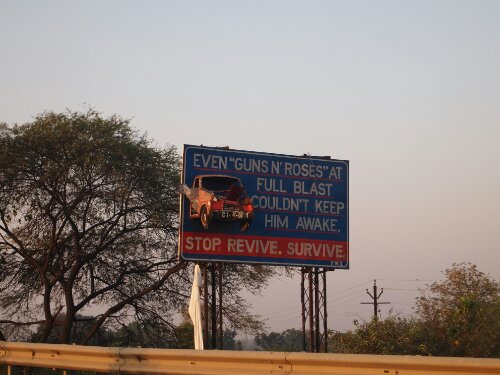 EVEN "GUNS N' ROSES" AT
FULL BLAST
COULDN'T KEEP
HIM AWAKE.
STOP. REVIVE. SURVIVE.